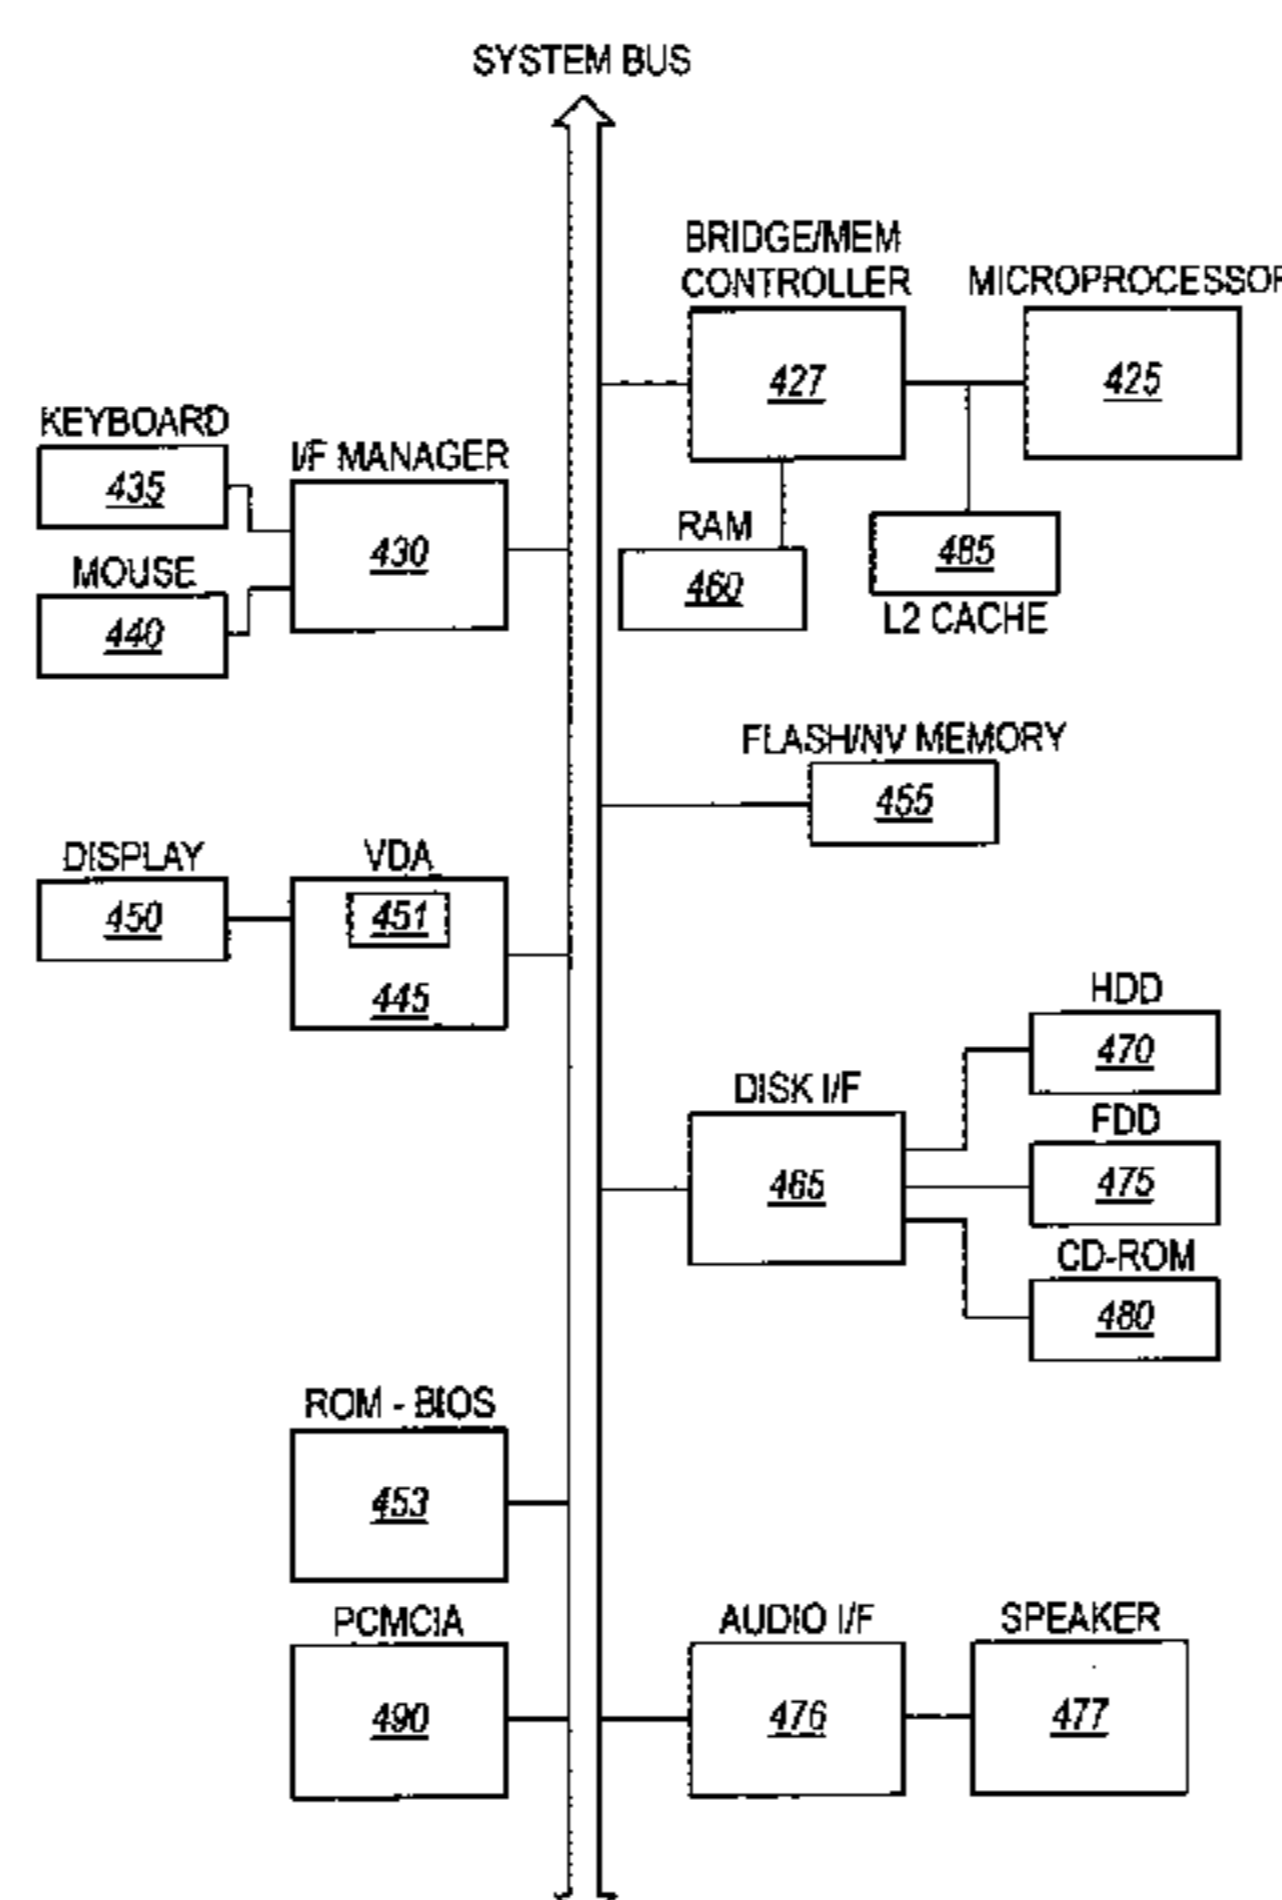 SYSTEM BUS
BRIDGE/MEM
CONTROLLER
MICROPROCESSOR
427
425
KEYBOARD
435
I/F MANAGER
430
MOUSE
440
RAM
460
485
L2 CACHE
FLASH/NV MEMORY
455
DISPLAY
450
VDA
451
445
HDD
470
DISK I/F
465
FDD
475
CD-ROM
480
ROM - BIOS
453
PCMCIA
490
AUDIO I/F
476
SPEAKER
477